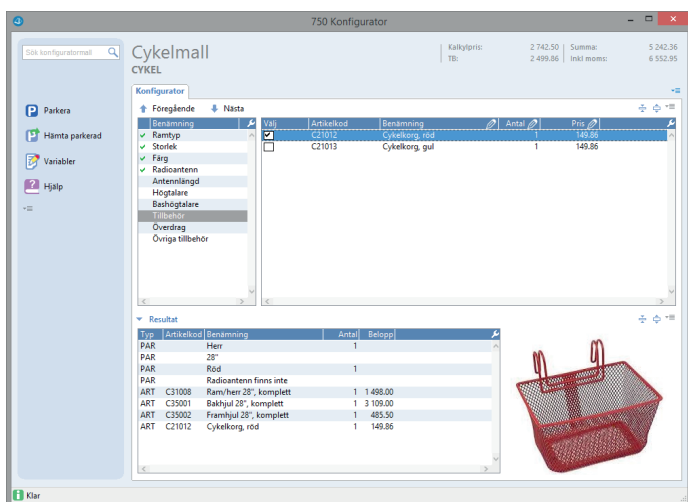 750 Konfigurator
Sök konfiguratormall
Cykelmall
CYKEL
Kalkylpris: 2 742.50 Summa: 5 242.36
TB: 2 499.86 Inkl moms: 6 552.95
Parkera
Hämta parkerad
Variabler
Hjälp
Konfigurator
Föregående Nästa
Benämning
Ramtyp
Storlek
Färg
Radioantenn
Antennlängd
Högtalare
Bashögtalare
Tillbehör
Överdrag
Övriga tillbehör
Välj Artikelkod Benämning Antal Pris
C21012 Cykelkorg, röd 1 149.86
C21013 Cykelkorg, gul 1 149.86
Resultat
Typ Artikelkod Benämning Antal Belopp
PAR Herr 1
PAR 28"
PAR Röd 1
PAR Radioantenn finns inte
ART C31008 Ram/herr 28", komplett 1 1 498.00
ART C35001 Bakhjul 28", komplett 1 3 109.00
ART C35002 Framhjul 28", komplett 1 485.50
ART C21012 Cykelkorg, röd 1 149.86
Klar